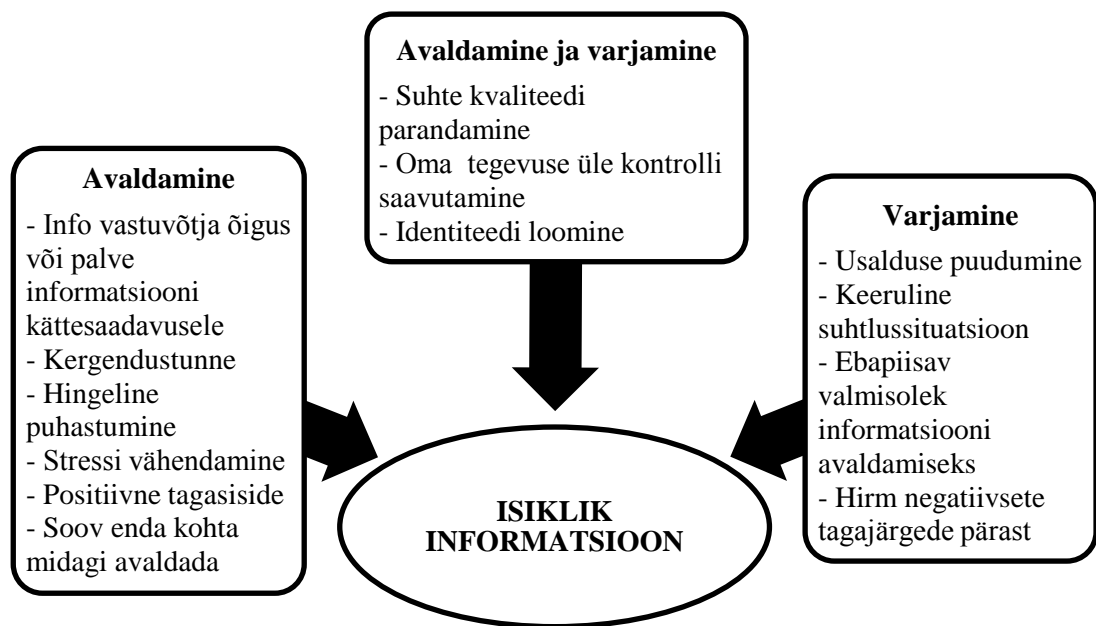 Avaldamine
- Info vastuvõtja õigus
või palve
informatsiooni
kättesaadavusele
- Kergendustunne
- Hingeline
puhastumine
- Stressi vähendamine
- Positiivne tagasiside
- Soov enda kohta
midagi avaldada
Avaldamine ja varjamine
- Suhte kvaliteedi
parandamine
- Oma tegevuse üle kontrolli
saavutamine
- Identiteedi loomine
Varjamine
- Usalduse puudumine
- Keeruline
suhtlussituatsioon
- Ebapiisav
valmisolek
informatsiooni
avaldamiseks
- Hirm negatiivsete
tagajärgede pärast
ISIKLIK
INFORMATSIOON